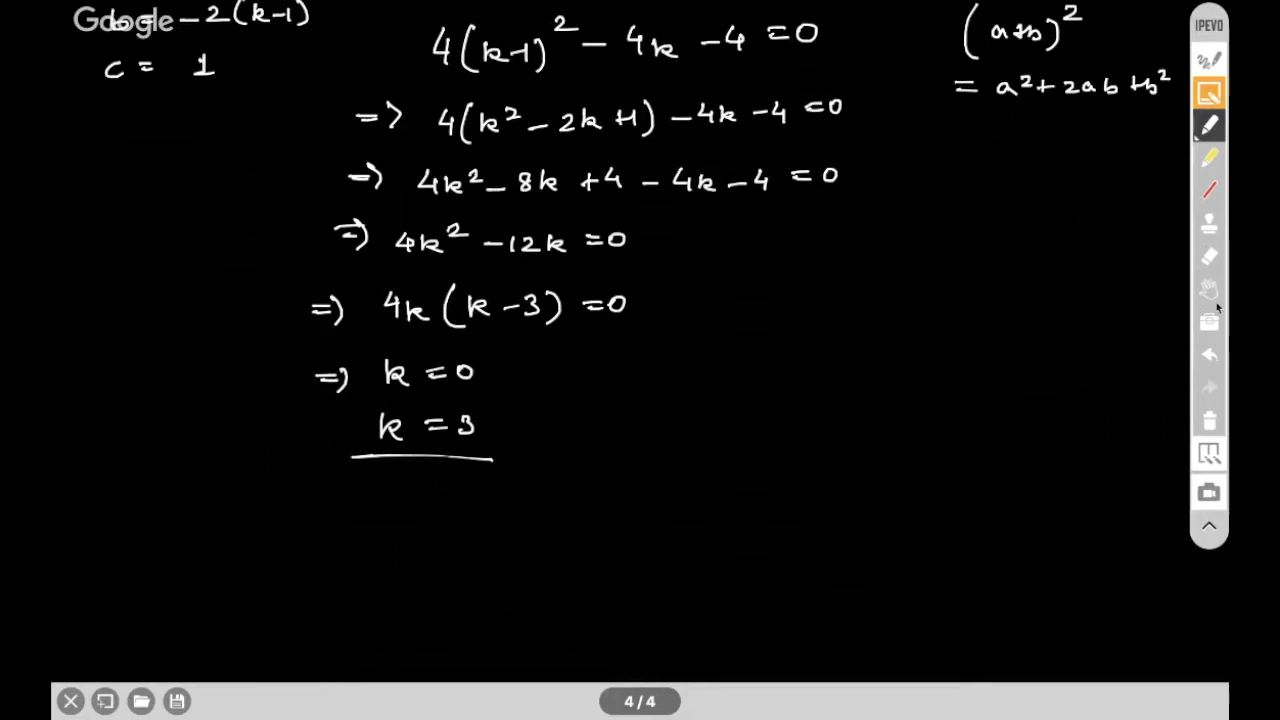 Google
b = -2(k-1)
c = 1
4(k-1)² - 4k - 4 = 0
=> 4(k² - 2k + 1) - 4k - 4 = 0
=> 4k² - 8k + 4 - 4k - 4 = 0
=> 4k² - 12k = 0
=> 4k(k-3) = 0
=> k = 0
k = 3
(a+b)²
= a² + 2ab + b²
IPEVO
4/4